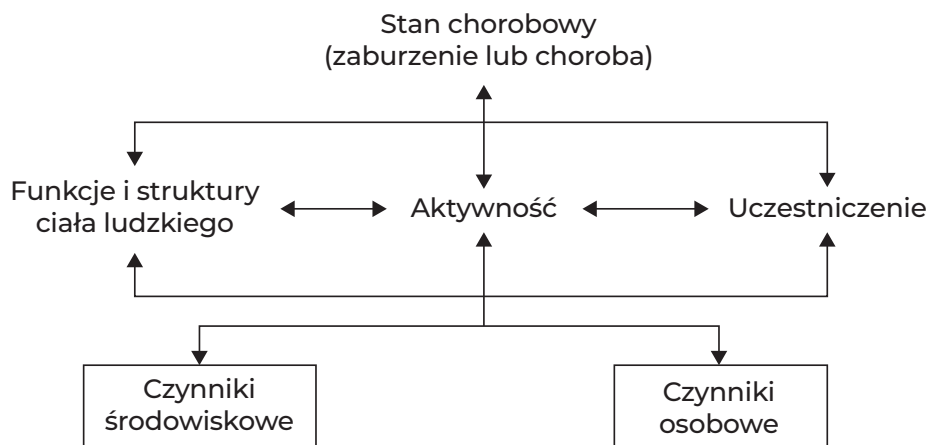 Stan chorobowy
(zaburzenie lub choroba)
Funkcje i struktury
ciała ludzkiego
Aktywność
Uczestniczenie
Czynniki
środowiskowe
Czynniki
osobowe